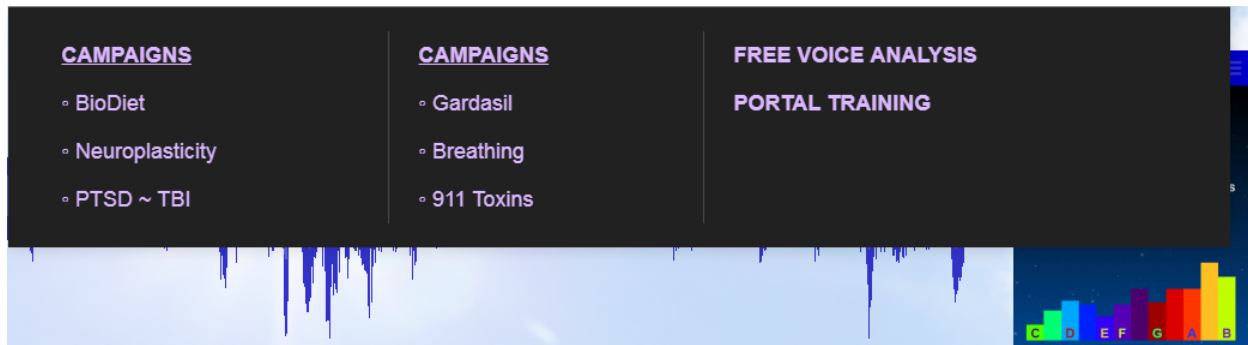 CAMPAIGNS
◦ BioDiet
◦ Neuroplasticity
◦ PTSD ~ TBI
CAMPAIGNS
◦ Gardasil
◦ Breathing
◦ 911 Toxins
FREE VOICE ANALYSIS
PORTAL TRAINING
s
C D E F G A B